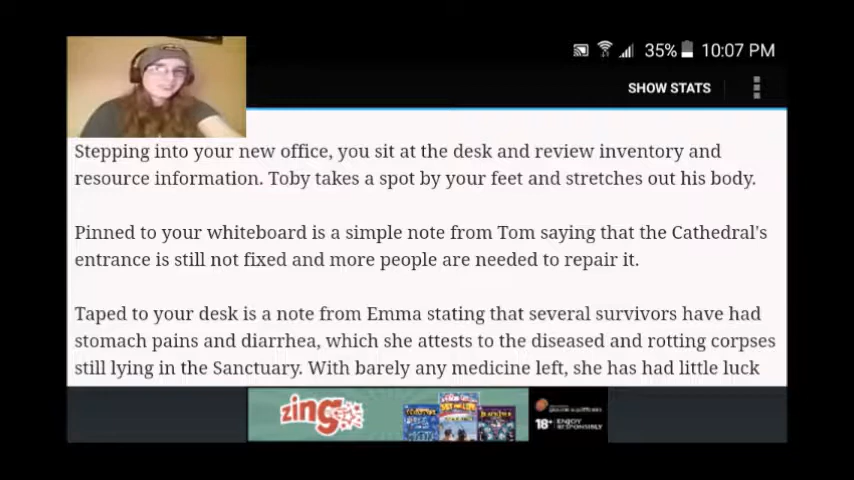 35% 10:07 PM
SHOW STATS
Stepping into your new office, you sit at the desk and review inventory and
resource information. Toby takes a spot by your feet and stretches out his body.
Pinned to your whiteboard is a simple note from Tom saying that the Cathedral's
entrance is still not fixed and more people are needed to repair it.
Taped to your desk is a note from Emma stating that several survivors have had
stomach pains and diarrhea, which she attests to the diseased and rotting corpses
still lying in the Sanctuary. With barely any medicine left, she has had little luck
zing
18+ ENJOY
RESPONSIBLY